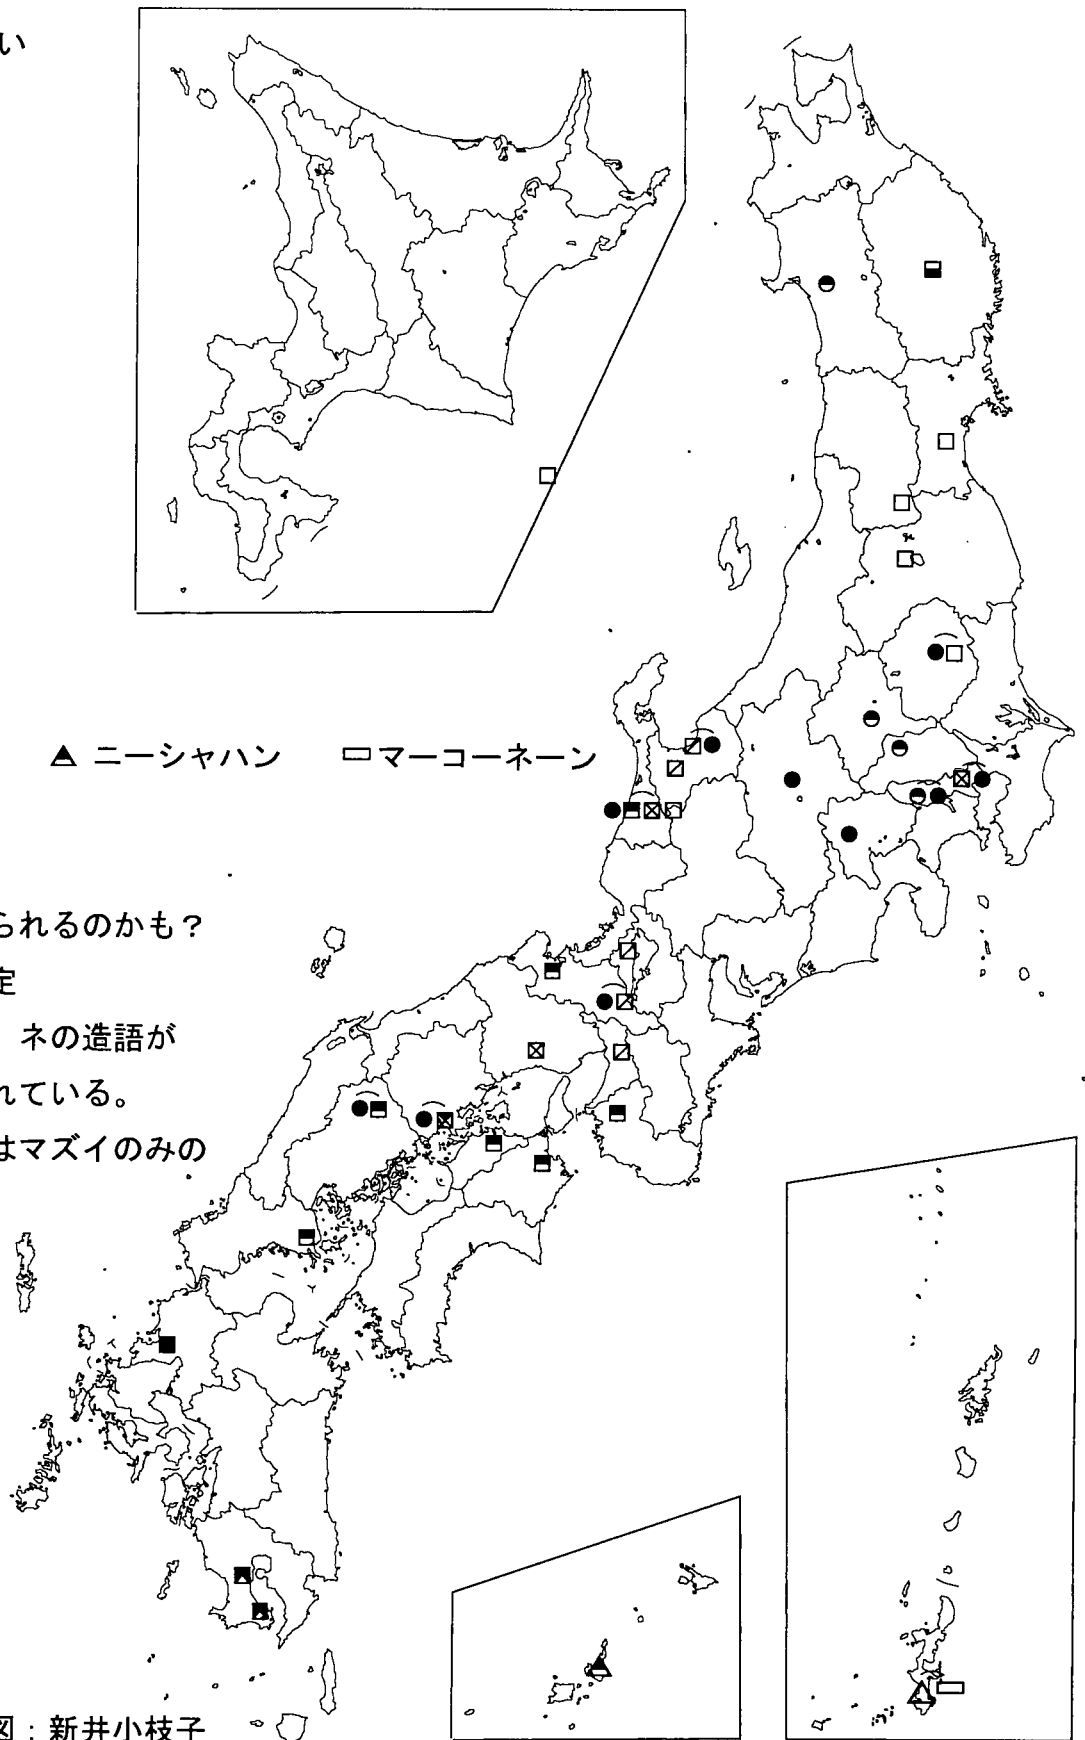 い
ニーシャハン マーコーネーン
られるのかも?
定
ネの造語が
れている。
はマズイのみの
図:新井小枝子